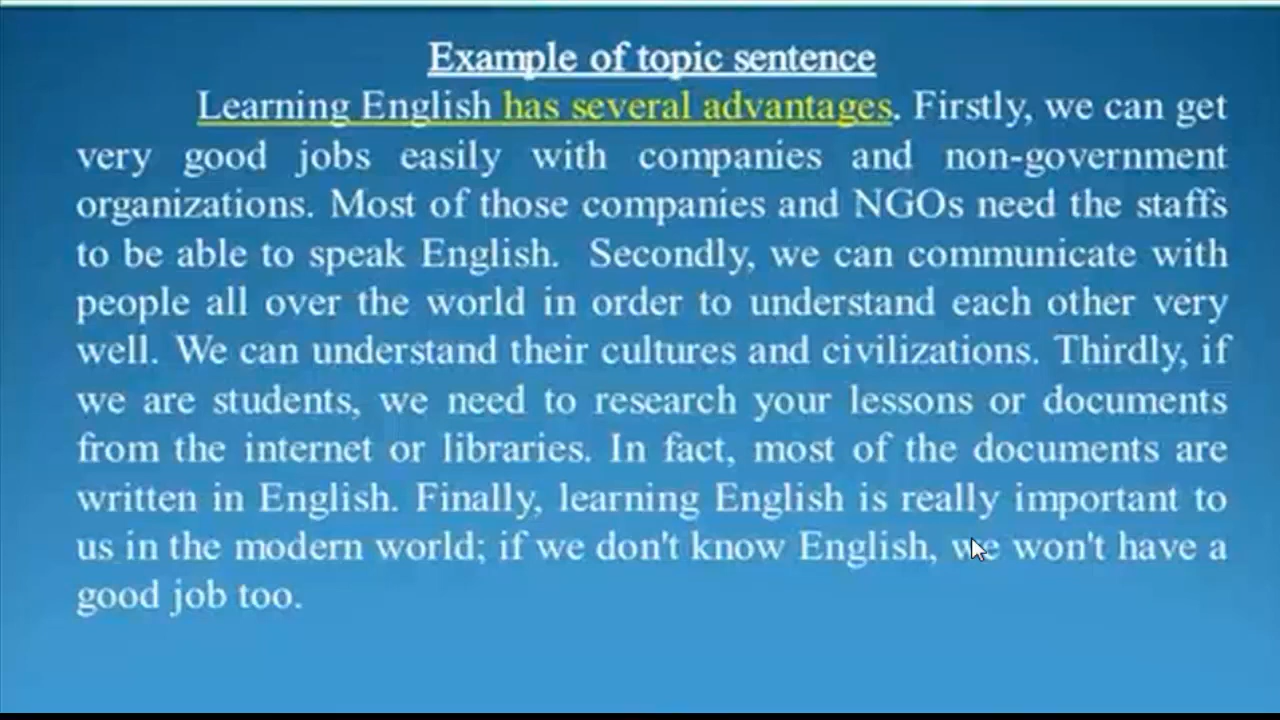 Example of topic sentence
Learning English has several advantages. Firstly, we can get
very good jobs easily with companies and non-government
organizations. Most of those companies and NGOs need the staffs
to be able to speak English. Secondly, we can communicate with
people all over the world in order to understand each other very
well. We can understand their cultures and civilizations. Thirdly, if
we are students, we need to research your lessons or documents
from the internet or libraries. In fact, most of the documents are
written in English. Finally, learning English is really important to
us in the modern world; if we don't know English, we won't have a
good job too.